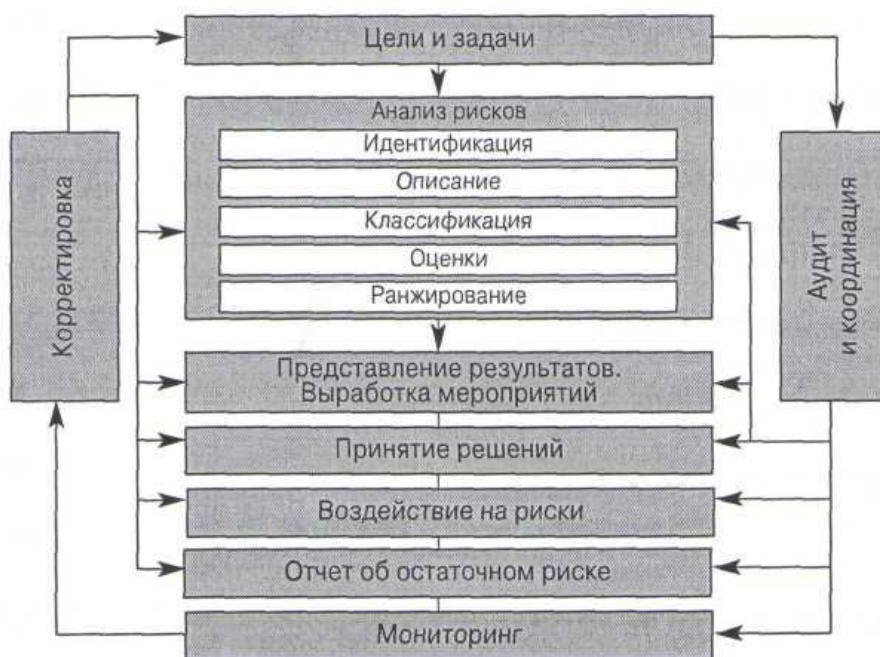 Цели и задачи
Анализ рисков
Идентификация
Описание
Классификация
Оценки
Ранжирование
Корректировка
Аудит
и координация
Представление результатов.
Выработка мероприятий
Принятие решений
Воздействие на риски
Отчет об остаточном риске
Мониторинг